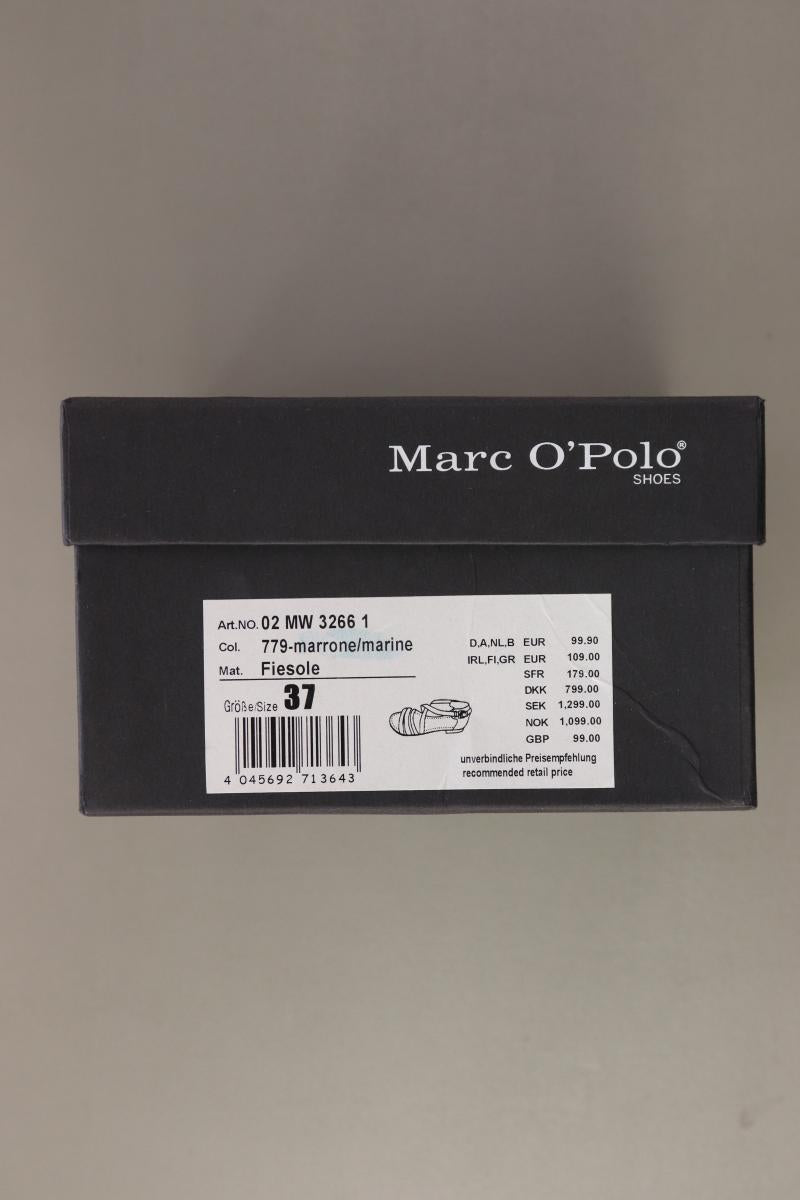 Marc O'Polo®
SHOES
Art.NO. 02 MW 3266 1
Col. 779-marrone/marine
Mat. Fiesole
Größe/Size 37
4 045692 713643
D,A,NL,B EUR 99.90
IRL,FI,GR EUR 109.00
SFR 179.00
DKK 799.00
SEK 1,299.00
NOK 1,099.00
GBP 99.00
unverbindliche Preisempfehlung
recommended retail price